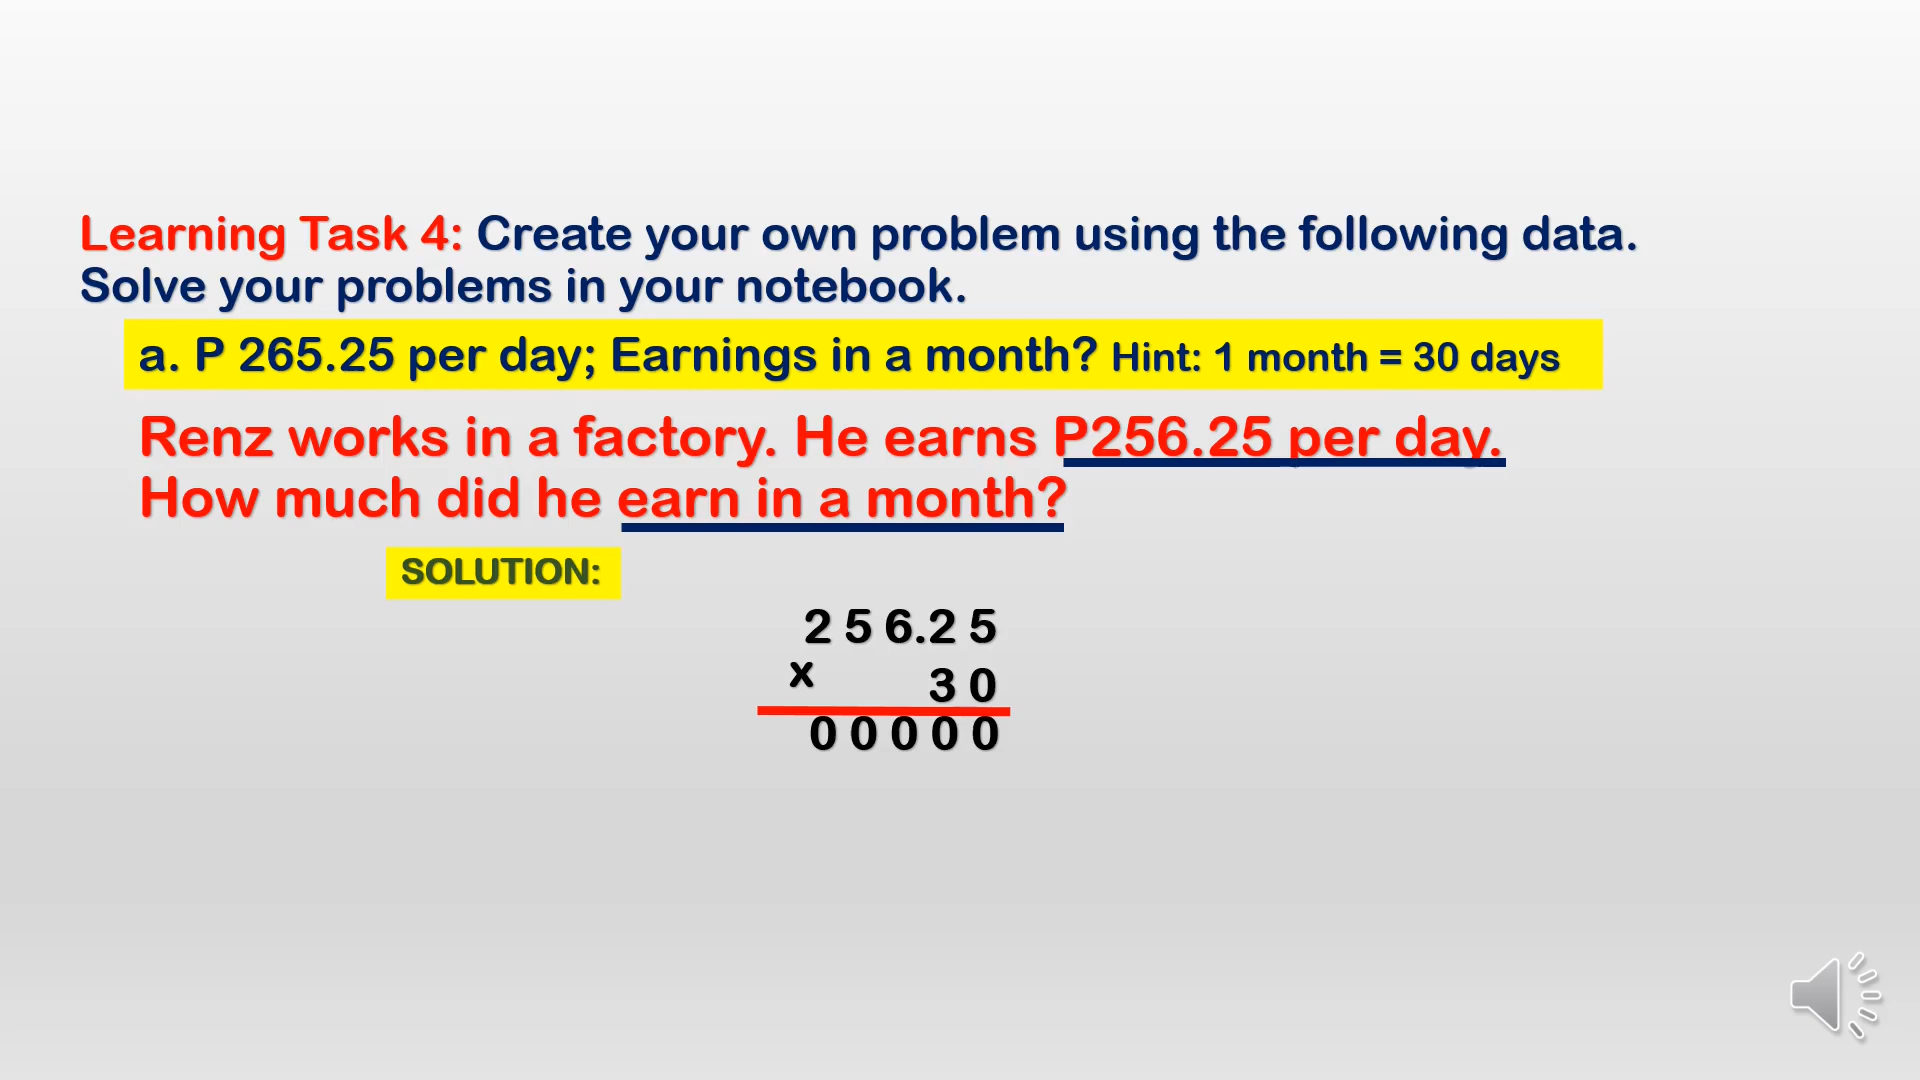 Learning Task 4: Create your own problem using the following data.
Solve your problems in your notebook.
a. P 265.25 per day; Earnings in a month? Hint: 1 month = 30 days
Renz works in a factory. He earns P256.25 per day.
How much did he earn in a month?
SOLUTION:
2 5 6.2 5
x 3 0
0 0 0 0 0